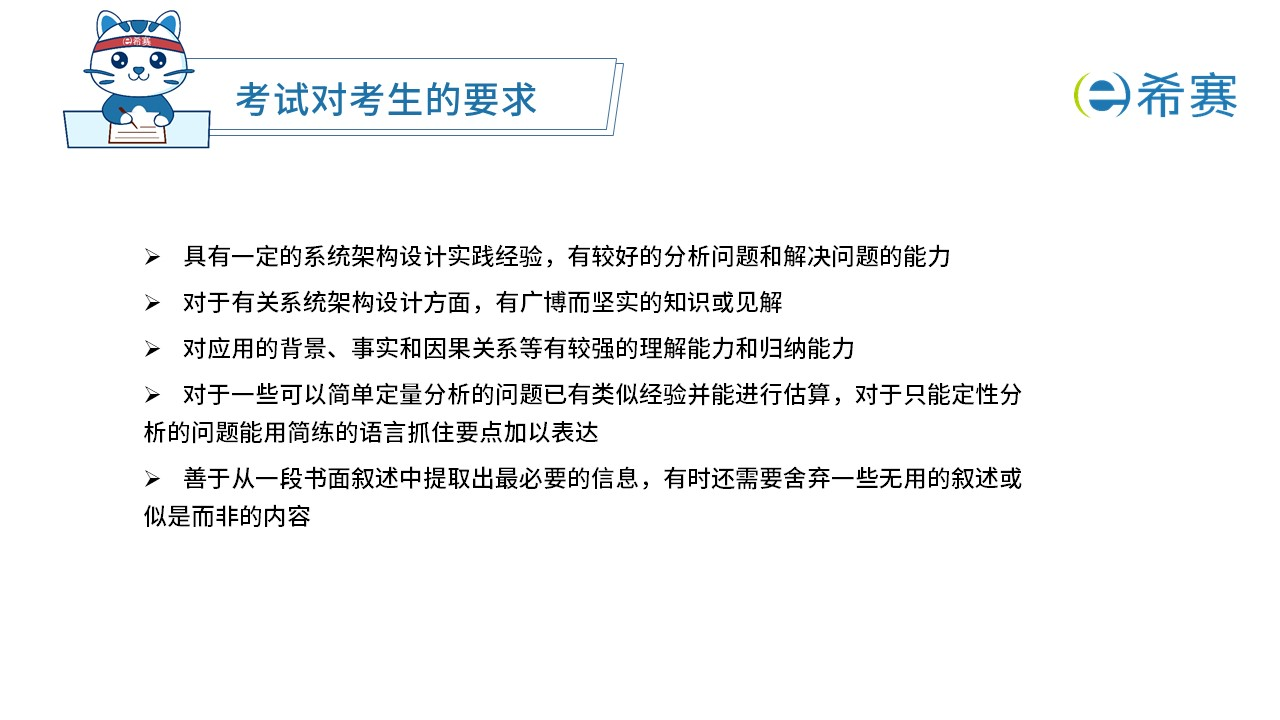 希赛
考试对考生的要求
希赛
➢ 具有一定的系统架构设计实践经验，有较好的分析问题和解决问题的能力
➢ 对于有关系统架构设计方面，有广博而坚实的知识或见解
➢ 对应用的背景、事实和因果关系等有较强的理解能力和归纳能力
➢ 对于一些可以简单定量分析的问题已有类似经验并能进行估算，对于只能定性分
析的问题能用简练的语言抓住要点加以表达
➢ 善于从一段书面叙述中提取出最必要的信息，有时还需要舍弃一些无用的叙述或
似是而非的内容